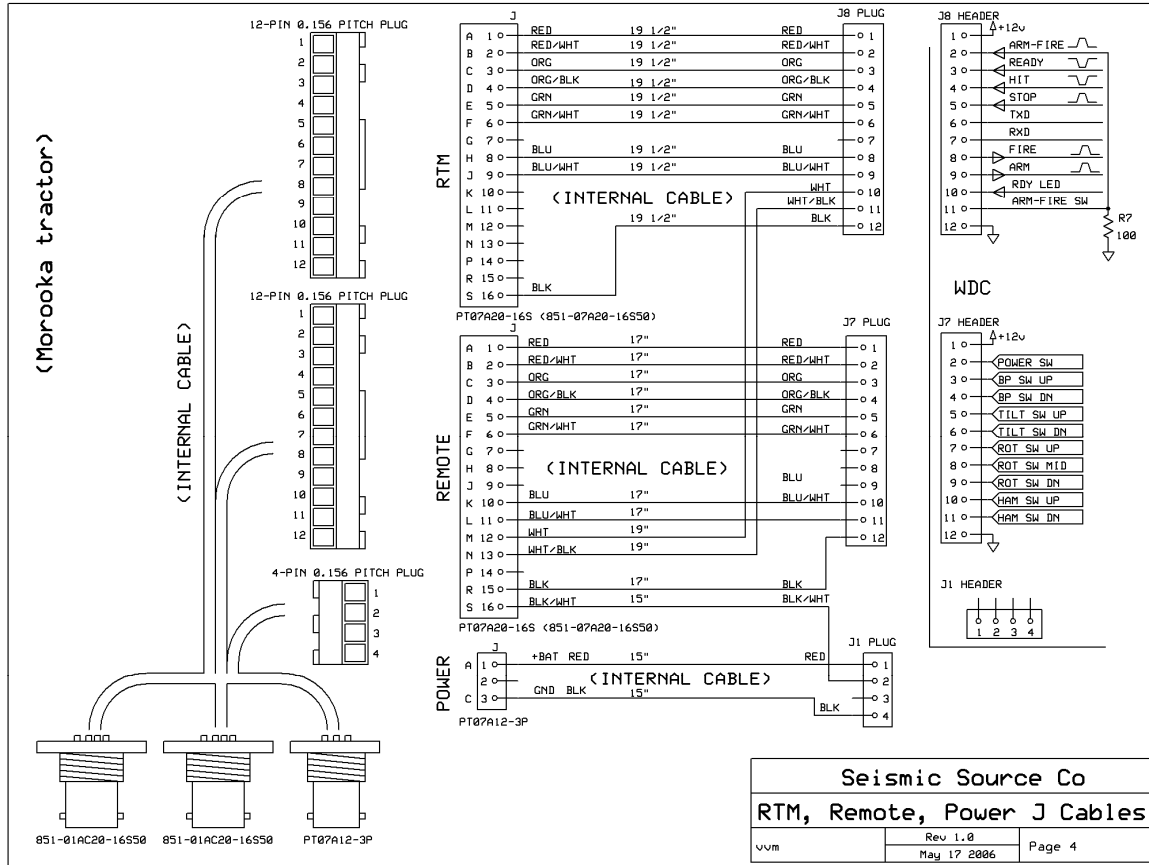 (Morooka tractor)
(INTERNAL CABLE)
12-PIN 0.156 PITCH PLUG
1
2
3
4
5
6
7
8
9
10
11
12
12-PIN 0.156 PITCH PLUG
1
2
3
4
5
6
7
8
9
10
11
12
4-PIN 0.156 PITCH PLUG
1
2
3
4
851-01AC20-16S50
851-01AC20-16S50
PT07A12-3P
RTM
J
J8 PLUG
A 1 RED 19 1/2" RED 1
B 2 RED/WHT 19 1/2" RED/WHT 2
C 3 ORG 19 1/2" ORG 3
D 4 ORG/BLK 19 1/2" ORG/BLK 4
E 5 GRN 19 1/2" GRN 5
F 6 GRN/WHT 19 1/2" GRN/WHT 6
G 7 7
H 8 BLU 19 1/2" BLU 8
J 9 BLU/WHT 19 1/2" BLU/WHT 9
K 10 WHT 10
(INTERNAL CABLE)
L 11 WHT/BLK 11
M 12 19 1/2" BLK 12
N 13
P 14
R 15
S 16 BLK
PT07A20-16S (851-07A20-16S50)
REMOTE
J
J7 PLUG
A 1 RED 17" RED 1
B 2 RED/WHT 17" RED/WHT 2
C 3 ORG 17" ORG 3
D 4 ORG/BLK 17" ORG/BLK 4
E 5 GRN 17" GRN 5
F 6 GRN/WHT 17" GRN/WHT 6
G 7 7
H 8 8
(INTERNAL CABLE)
J 9 BLU 9
K 10 BLU 17" BLU/WHT 10
L 11 BLU/WHT 17" 11
M 12 WHT 19" 12
N 13 WHT/BLK 19"
P 14
R 15 BLK 17" BLK
S 16 BLK/WHT 15" BLK/WHT
PT07A20-16S (851-07A20-16S50)
POWER
J
J1 PLUG
A 1 +BAT RED 15" RED 1
2 (INTERNAL CABLE) 2
C 3 GND BLK 15" 3
BLK 4
PT07A12-3P
J8 HEADER
1 +12v
2 ARM-FIRE
3 READY
4 HIT
5 STOP
6 TXD
7 RXD
8 FIRE
9 ARM
10 RDY LED
11 ARM-FIRE SW
12
R7
100
WDC
J7 HEADER
1 +12v
2 POWER SW
3 BP SW UP
4 BP SW DN
5 TILT SW UP
6 TILT SW DN
7 ROT SW UP
8 ROT SW MID
9 ROT SW DN
10 HAM SW UP
11 HAM SW DN
12
J1 HEADER
1 2 3 4
Seismic Source Co
RTM, Remote, Power J Cables
vvm
Rev 1.0
May 17 2006
Page 4